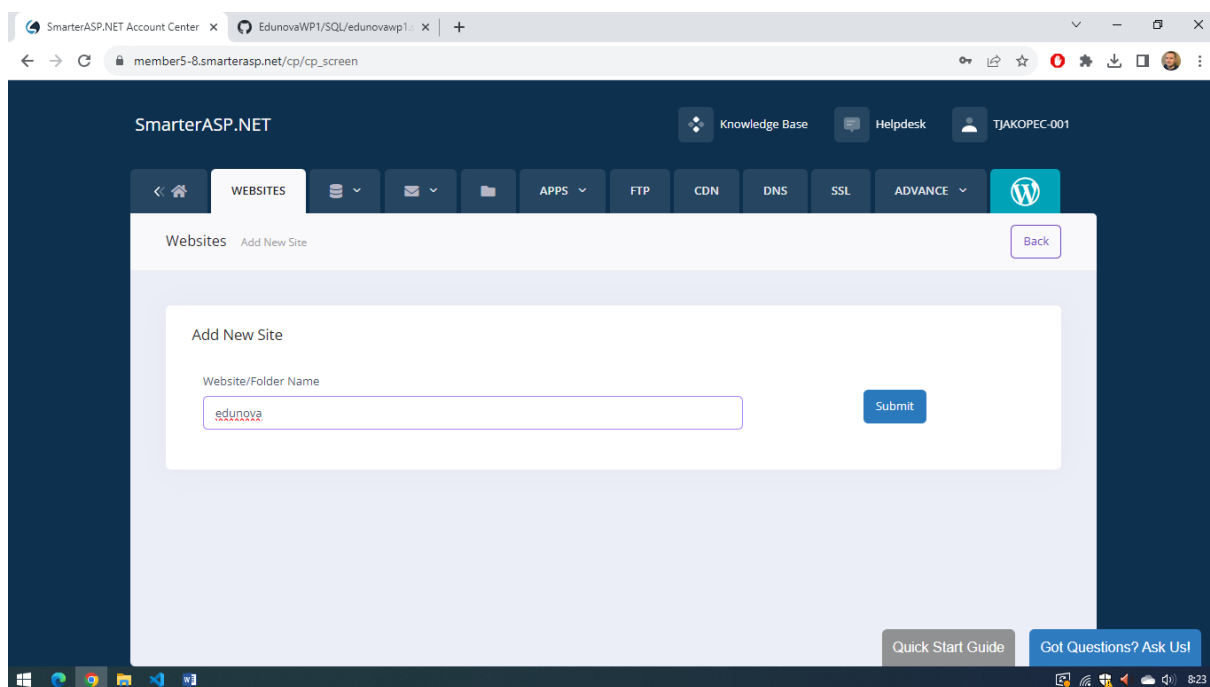 SmarterASP.NET Account Center
EdunovaWP1/SQL/edunovawp1.
member5-8.smarterasp.net/cp/cp_screen
SmarterASP.NET
Knowledge Base
Helpdesk
TJAKOPEC-001
WEBSITES
APPS
FTP
CDN
DNS
SSL
ADVANCE
Websites Add New Site
Back
Add New Site
Website/Folder Name
edunova
Submit
Quick Start Guide
Got Questions? Ask Us!
8:23